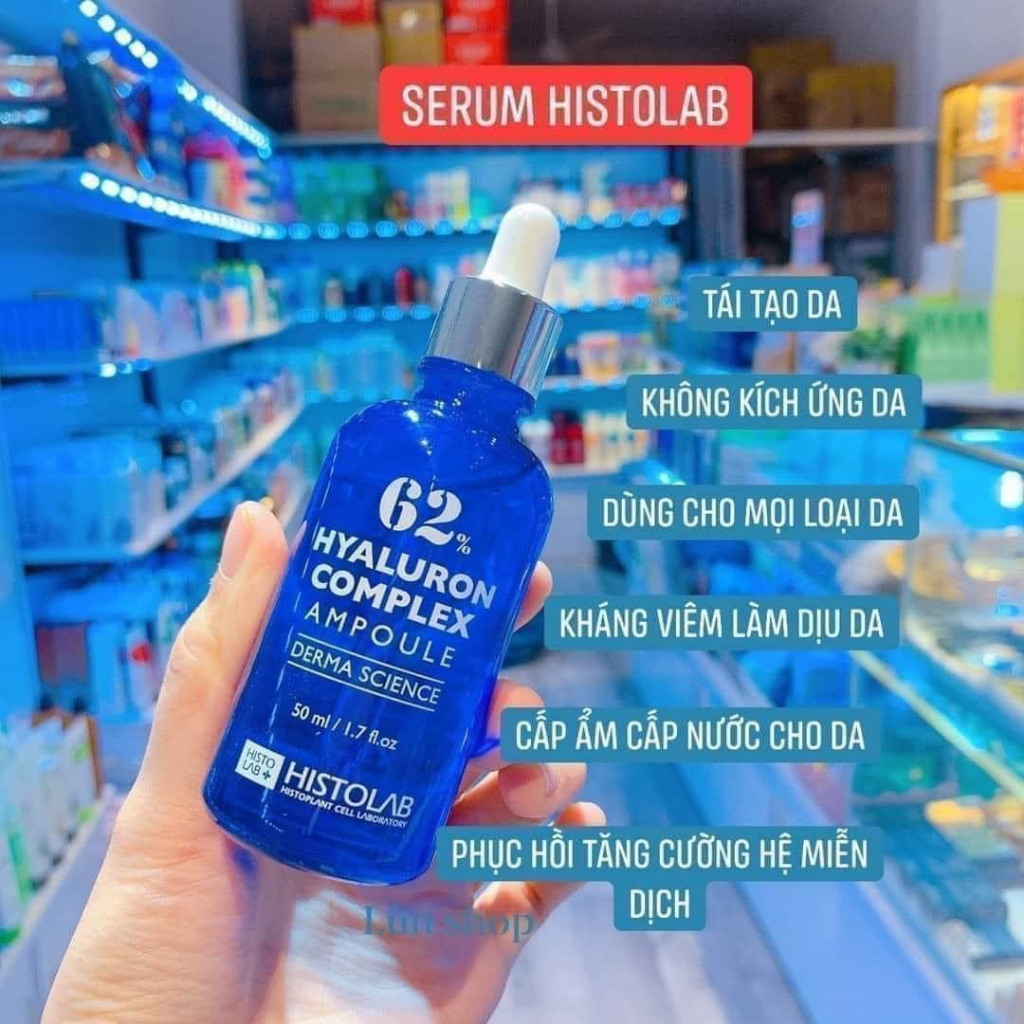 SERUM HISTOLAB
TÁI TẠO DA
KHÔNG KÍCH ỨNG DA
DÙNG CHO MỌI LOẠI DA
KHÁNG VIÊM LÀM DỊU DA
CẤP ẨM CẤP NƯỚC CHO DA
PHỤC HỒI TĂNG CƯỜNG HỆ MIỄN
DỊCH
62%
HYALURON
COMPLEX
AMPOULE
DERMA SCIENCE
50 ml / 1.7 fl.oz
HISTO
LAB +
HISTOLAB
HISTOPLANT CELL LABORATORY
shop